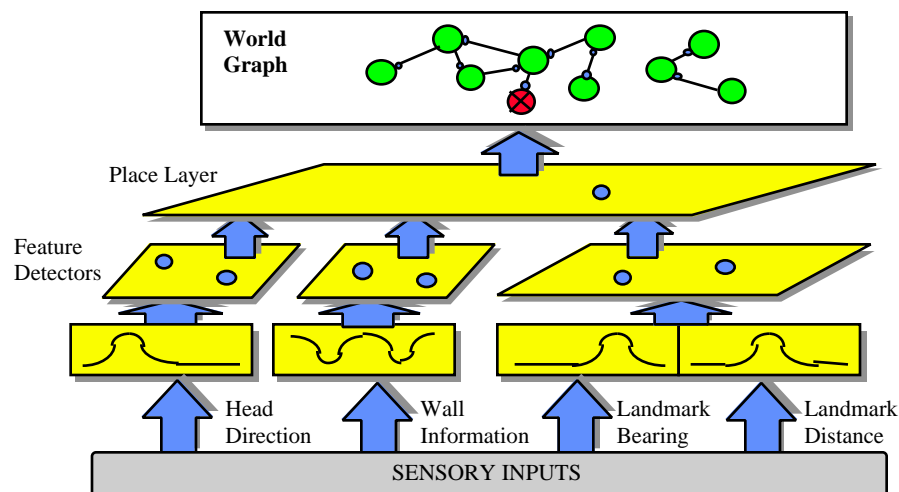 World
Graph
Place Layer
Feature
Detectors
Head
Direction
Wall
Information
Landmark
Bearing
Landmark
Distance
SENSORY INPUTS